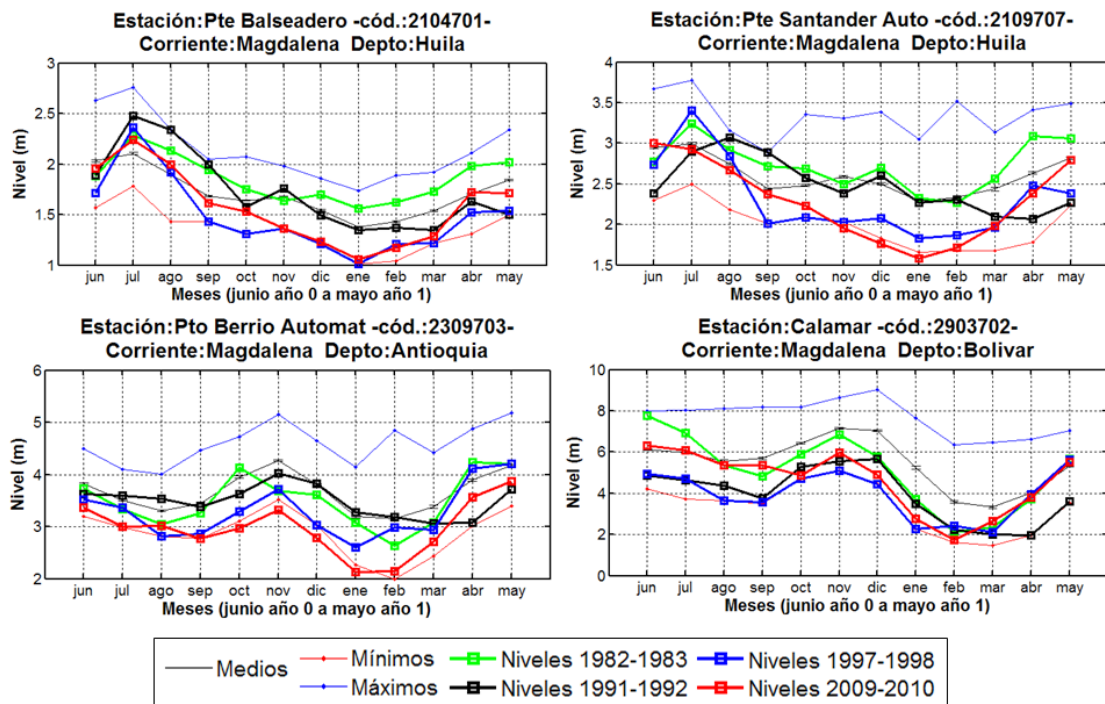 Estación:Pte Balseadero -cód.:2104701-
Corriente:Magdalena Depto:Huila
Nivel (m)
3
2.5
2
1.5
1
jun jul ago sep oct nov dic ene feb mar abr may
Meses (junio año 0 a mayo año 1)
Estación:Pte Santander Auto -cód.:2109707-
Corriente:Magdalena Depto:Huila
Nivel (m)
4
3.5
3
2.5
2
1.5
jun jul ago sep oct nov dic ene feb mar abr may
Meses (junio año 0 a mayo año 1)
Estación:Pto Berrio Automat -cód.:2309703-
Corriente:Magdalena Depto:Antioquia
Nivel (m)
6
5
4
3
2
jun jul ago sep oct nov dic ene feb mar abr may
Meses (junio año 0 a mayo año 1)
Estación:Calamar -cód.:2903702-
Corriente:Magdalena Depto:Bolivar
Nivel (m)
10
8
6
4
2
0
jun jul ago sep oct nov dic ene feb mar abr may
Meses (junio año 0 a mayo año 1)
Medios Mínimos Niveles 1982-1983 Niveles 1997-1998
Máximos Niveles 1991-1992 Niveles 2009-2010